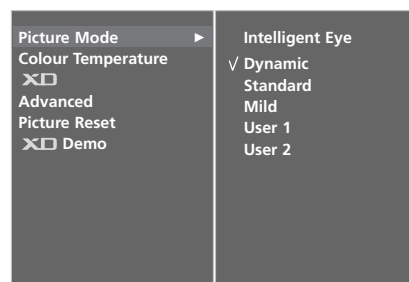 Picture Mode ►
Colour Temperature
XD
Advanced
Picture Reset
XD Demo
Intelligent Eye
√ Dynamic
Standard
Mild
User 1
User 2